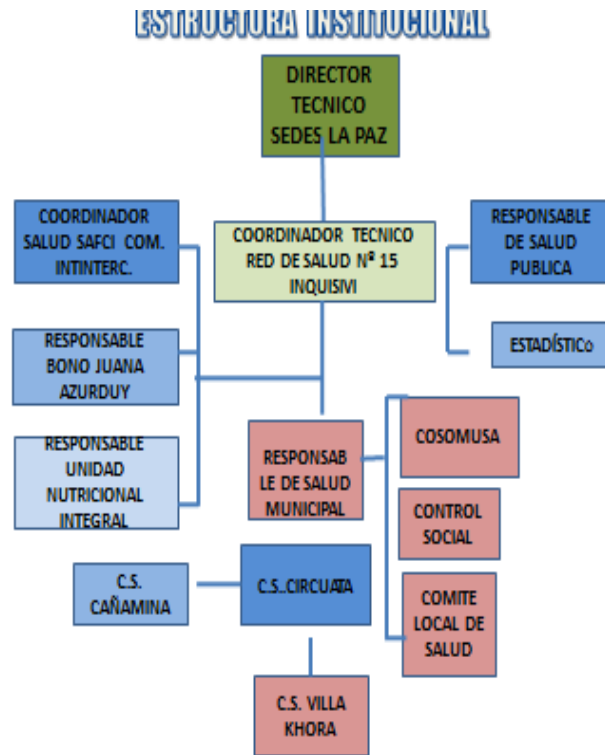 ESTRUCTURA INSTITUCIONAL
DIRECTOR
TECNICO
SEDES LA PAZ
COORDINADOR
SALUD SAFCI COM.
INTINTERC.
COORDINADOR TECNICO
RED DE SALUD Nº 15
INQUISIVI
RESPONSABLE
DE SALUD
PUBLICA
RESPONSABLE
BONO JUANA
AZURDUY
ESTADÍSTICO
RESPONSABLE
UNIDAD
NUTRICIONAL
INTEGRAL
RESPONSAB
LE DE SALUD
MUNICIPAL
COSOMUSA
CONTROL
SOCIAL
COMITE
LOCAL DE
SALUD
C.S.
CAÑAMINA
C.S..CIRCUATA
C.S. VILLA
KHORA